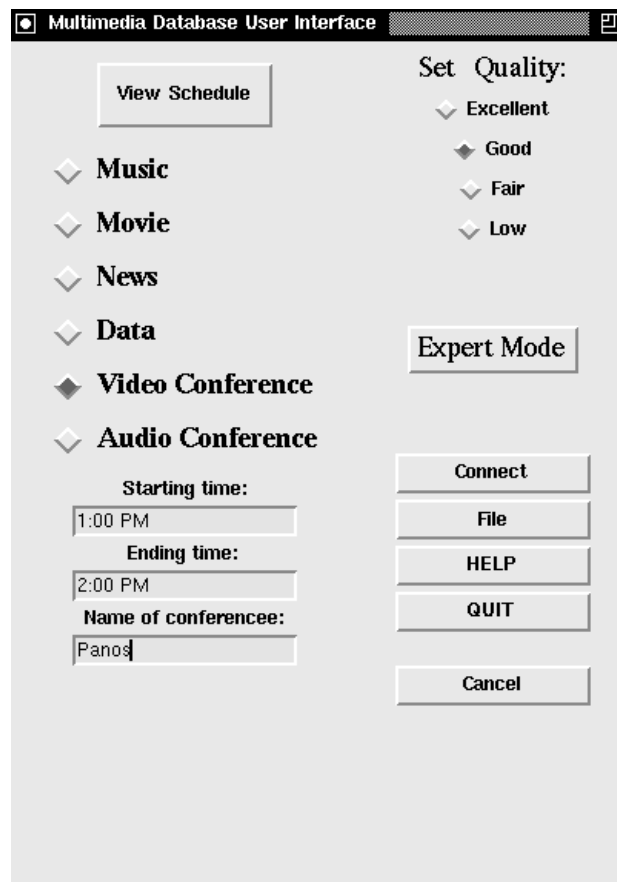 Multimedia Database User Interface
View Schedule
Music
Movie
News
Data
Video Conference
Audio Conference
Starting time:
1:00 PM
Ending time:
2:00 PM
Name of conferencee:
Panos
Set Quality:
Excellent
Good
Fair
Low
Expert Mode
Connect
File
HELP
QUIT
Cancel